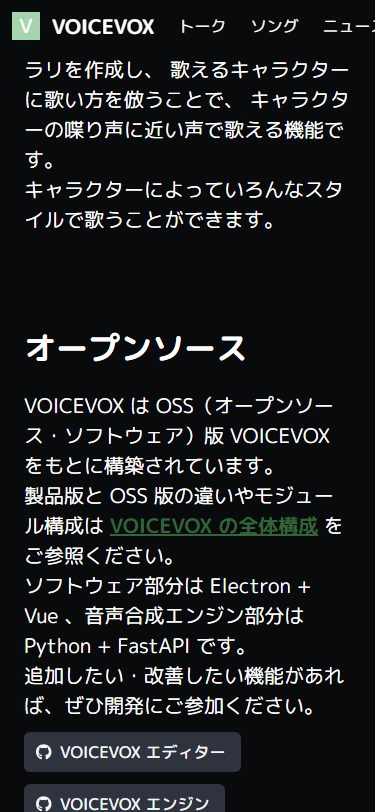 V VOICEVOX トーク ソング ニュース
ラリを作成し、 歌えるキャラクター
に歌い方を倣うことで、 キャラクタ
ーの喋り声に近い声で歌える機能で
す。
キャラクターによっていろんなスタ
イルで歌うことができます。
オープンソース
VOICEVOX は OSS（オープンソー
ス・ソフトウェア）版 VOICEVOX
をもとに構築されています。
製品版と OSS 版の違いやモジュー
ル構成は VOICEVOX の全体構成 を
ご参照ください。
ソフトウェア部分は Electron +
Vue 、音声合成エンジン部分は
Python + FastAPI です。
追加したい・改善したい機能があれ
ば、ぜひ開発にご参加ください。
VOICEVOX エディター
VOICEVOX エンジン